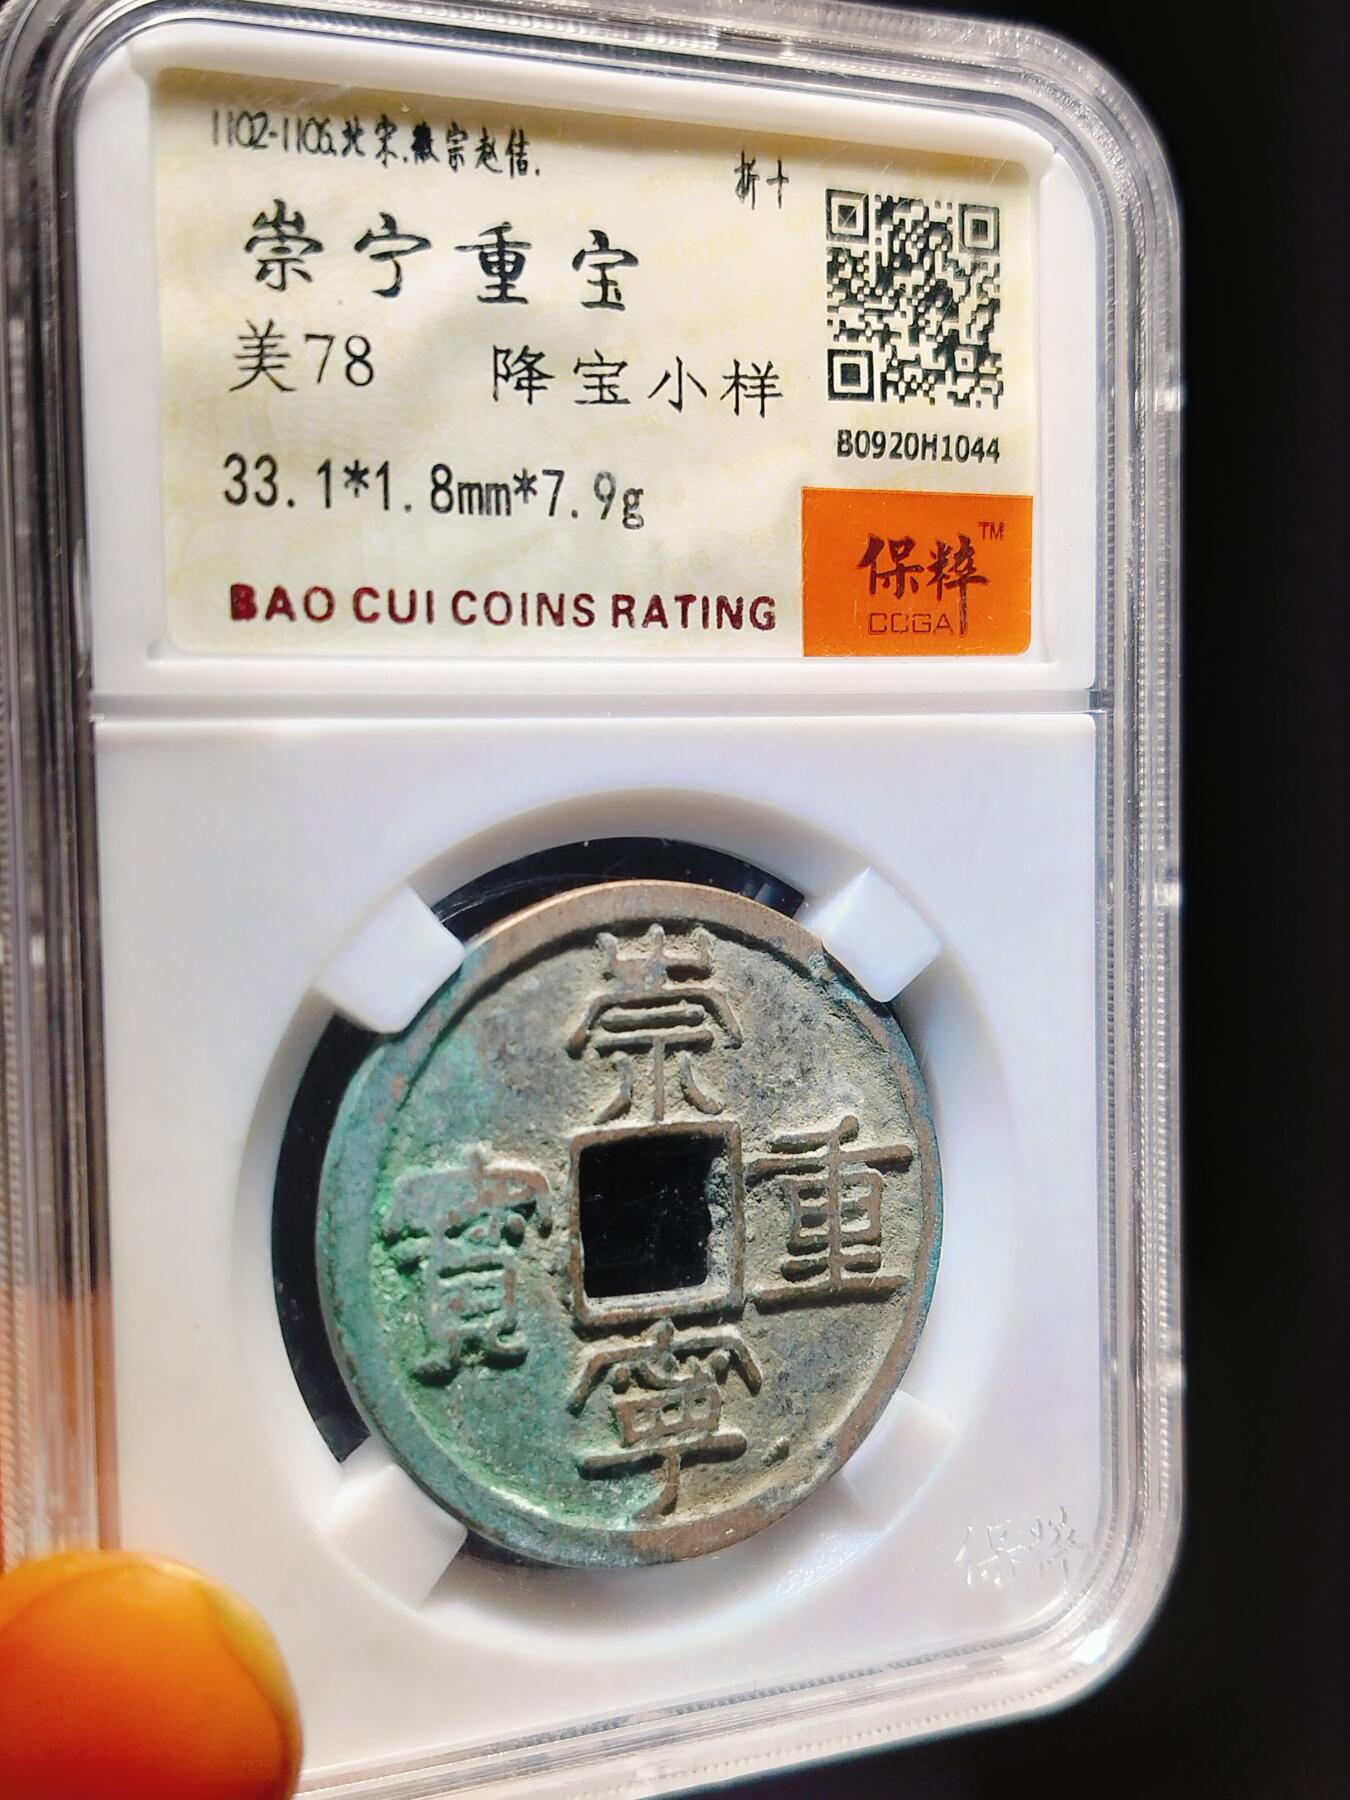 1102-1106.北宋.徽宗赵佶.
折十
崇宁重宝
美78 降宝小样
B0920H1044
33.1*1.8mm*7.9g
保粹™
CCGA
BAO CUI COINS RATING
崇
寶 重
寧
保粹